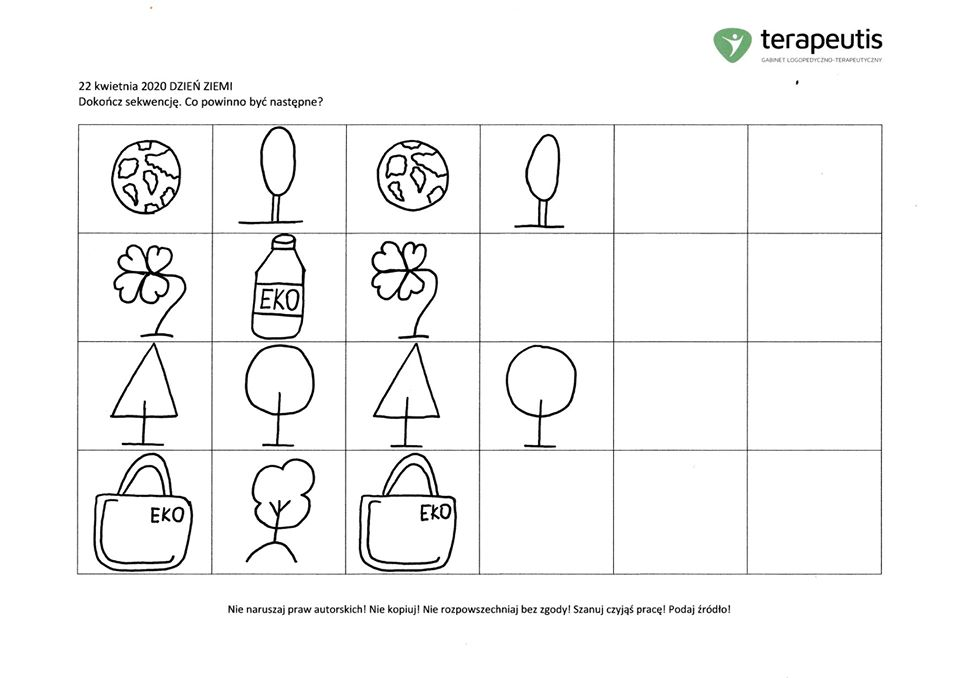 terapeutis
GABINET LOGOPEDYCZNO-TERAPEUTYCZNY
22 kwietnia 2020 DZIEŃ ZIEMI
Dokończ sekwencję. Co powinno być następne?
EKO
EKO
EKO
Nie naruszaj praw autorskich! Nie kopiuj! Nie rozpowszechniaj bez zgody! Szanuj czyjąś pracę! Podaj źródło!